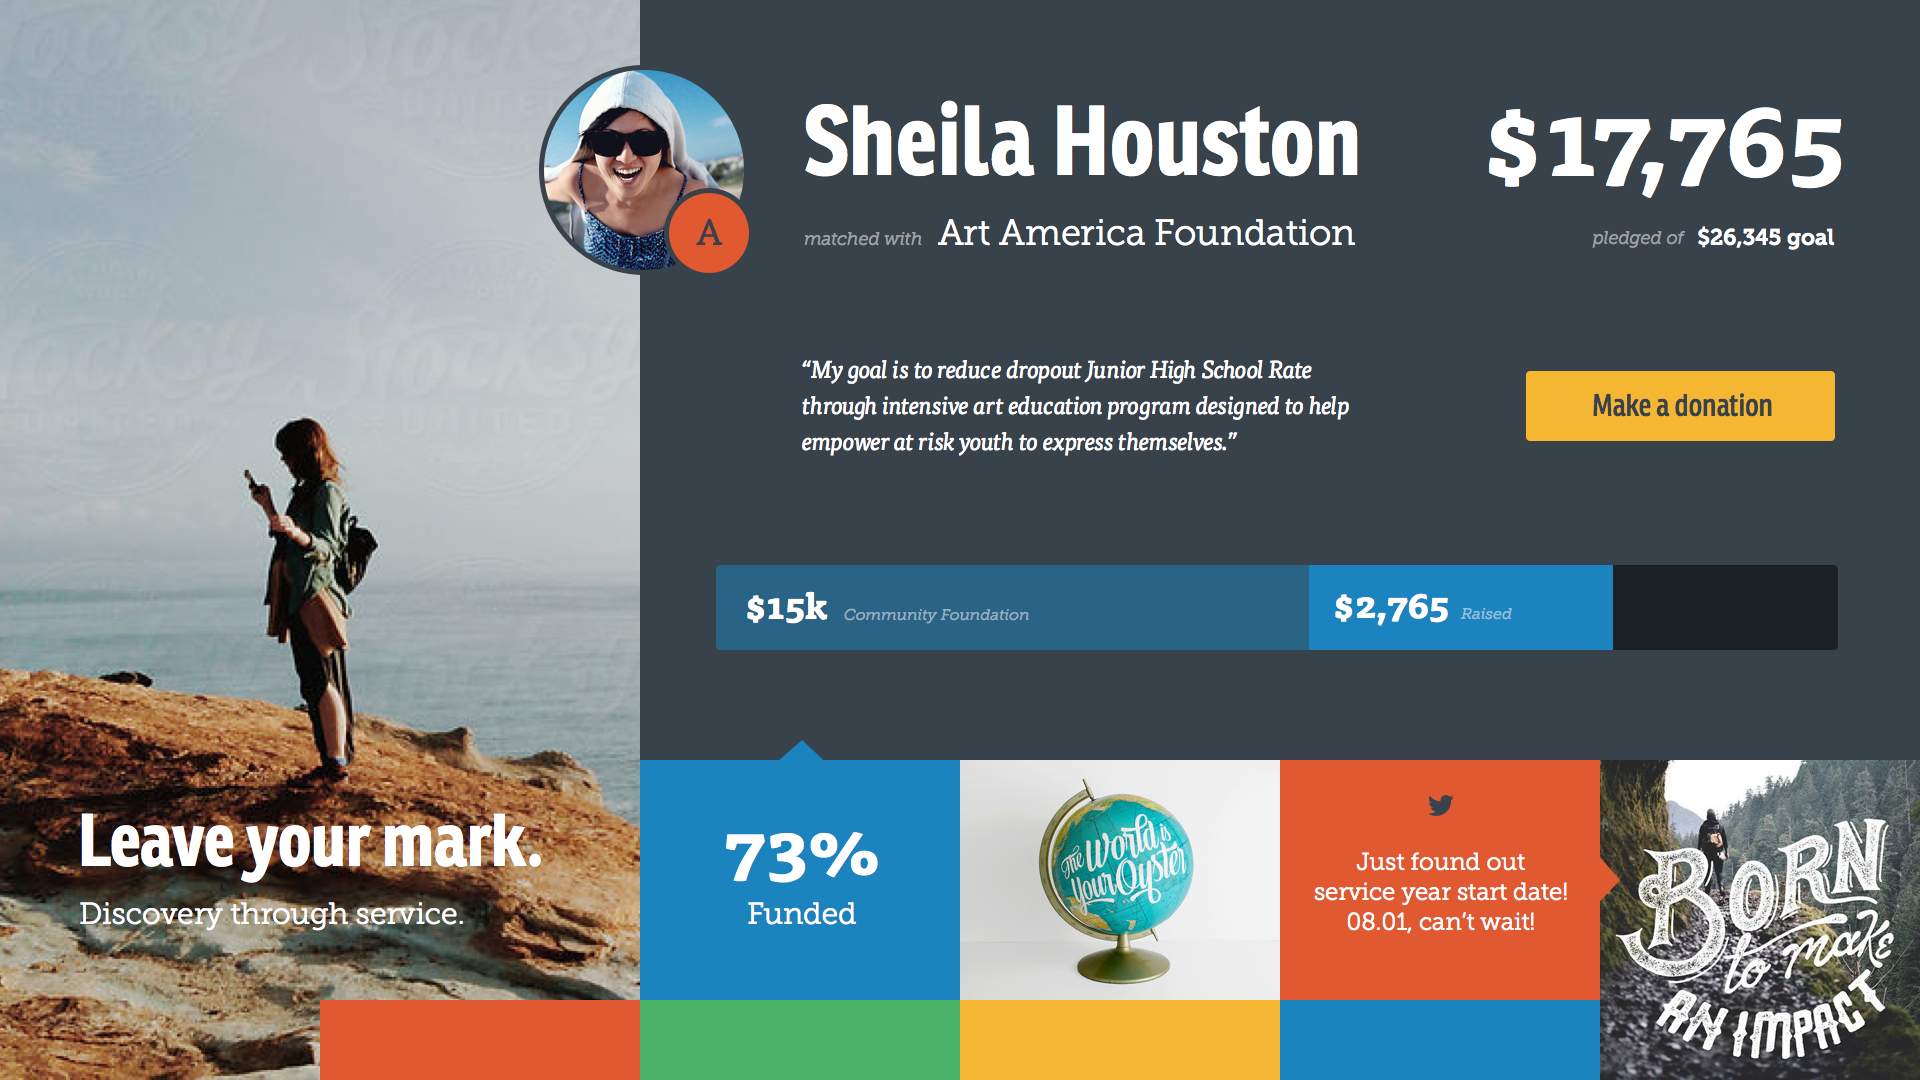 Stocksy
UNITED
Sheila Houston
$17,765
A
matched with Art America Foundation
pledged of $26,345 goal
“My goal is to reduce dropout Junior High School Rate
through intensive art education program designed to help
empower at risk youth to express themselves.”
Make a donation
$15k Community Foundation
$2,765 Raised
Leave your mark.
Discovery through service.
73%
Funded
The World is
Your Oyster
Just found out
service year start date!
08.01, can’t wait!
BORN
to make
AN IMPACT